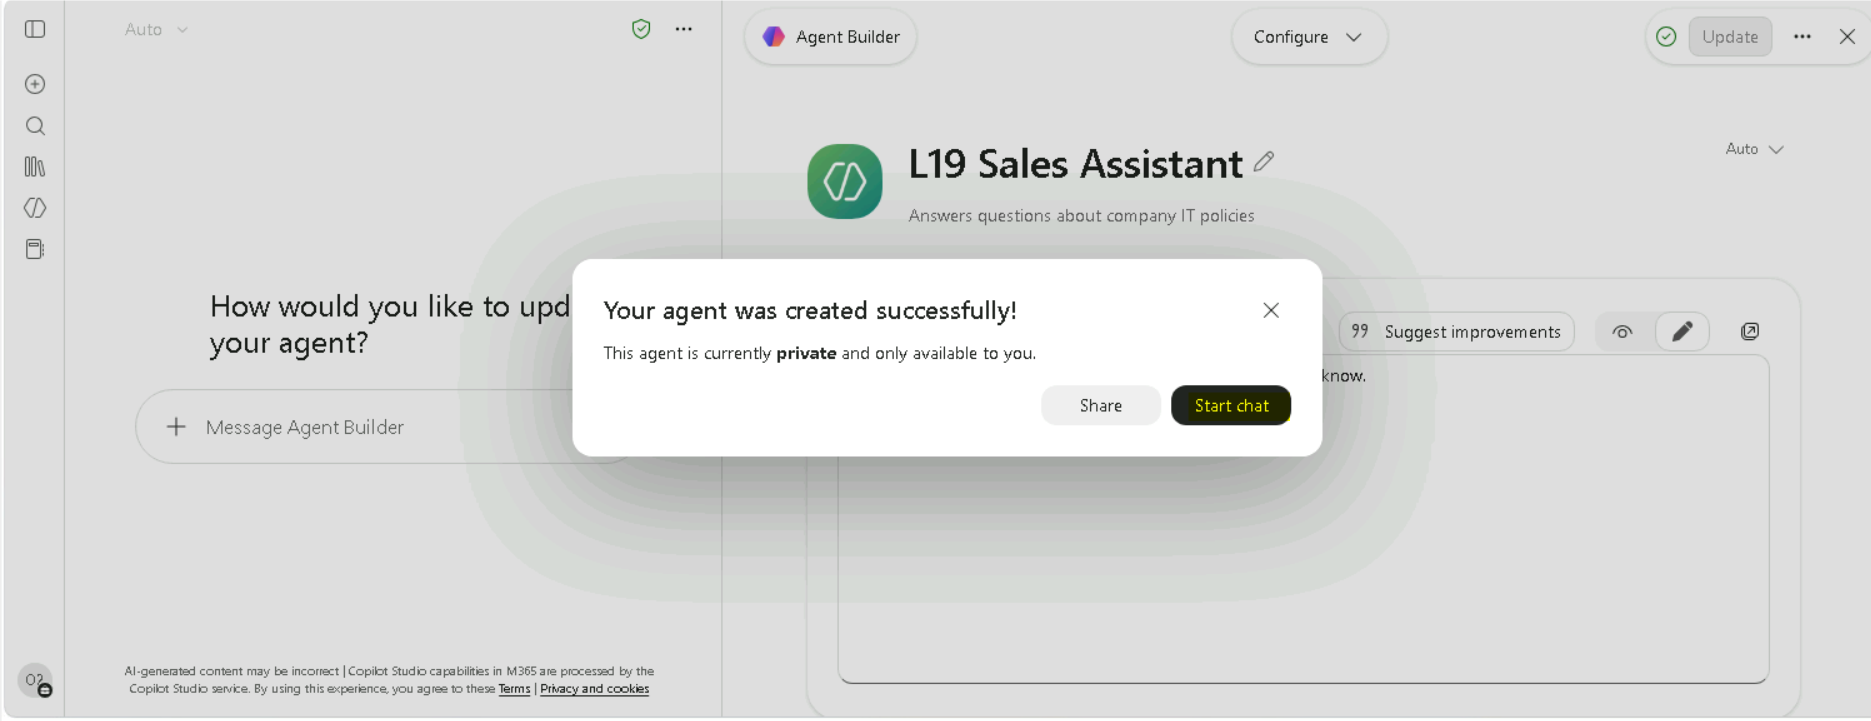 Auto
Agent Builder
Configure
Update
L19 Sales Assistant
Auto
Answers questions about company IT policies
How would you like to upd
your agent?
Message Agent Builder
Your agent was created successfully!
This agent is currently private and only available to you.
Share
Start chat
99 Suggest improvements
know.
AI-generated content may be incorrect | Copilot Studio capabilities in M365 are processed by the
Copilot Studio service. By using this experience, you agree to these Terms | Privacy and cookies